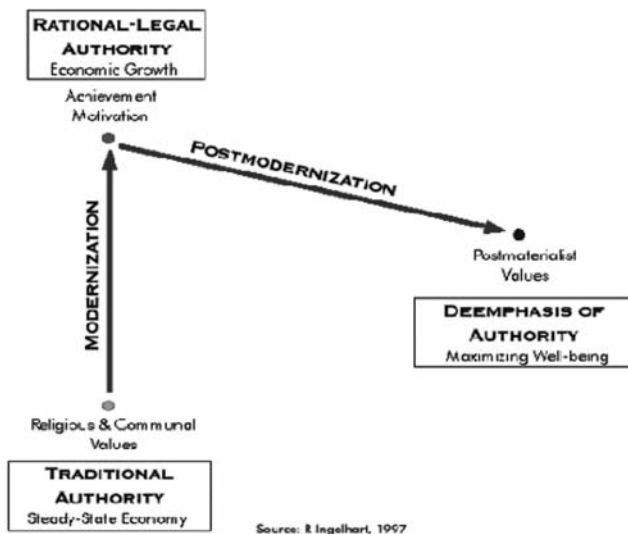 RATIONAL-LEGAL
AUTHORITY
Economic Growth
Achievement
Motivation
POSTMODERNIZATION
MODERNIZATION
Postmaterialist
Values
DEEMPHASIS OF
AUTHORITY
Maximizing Well-being
Religious & Communal
Values
TRADITIONAL
AUTHORITY
Steady-State Economy
Source: R Ingelhart, 1997